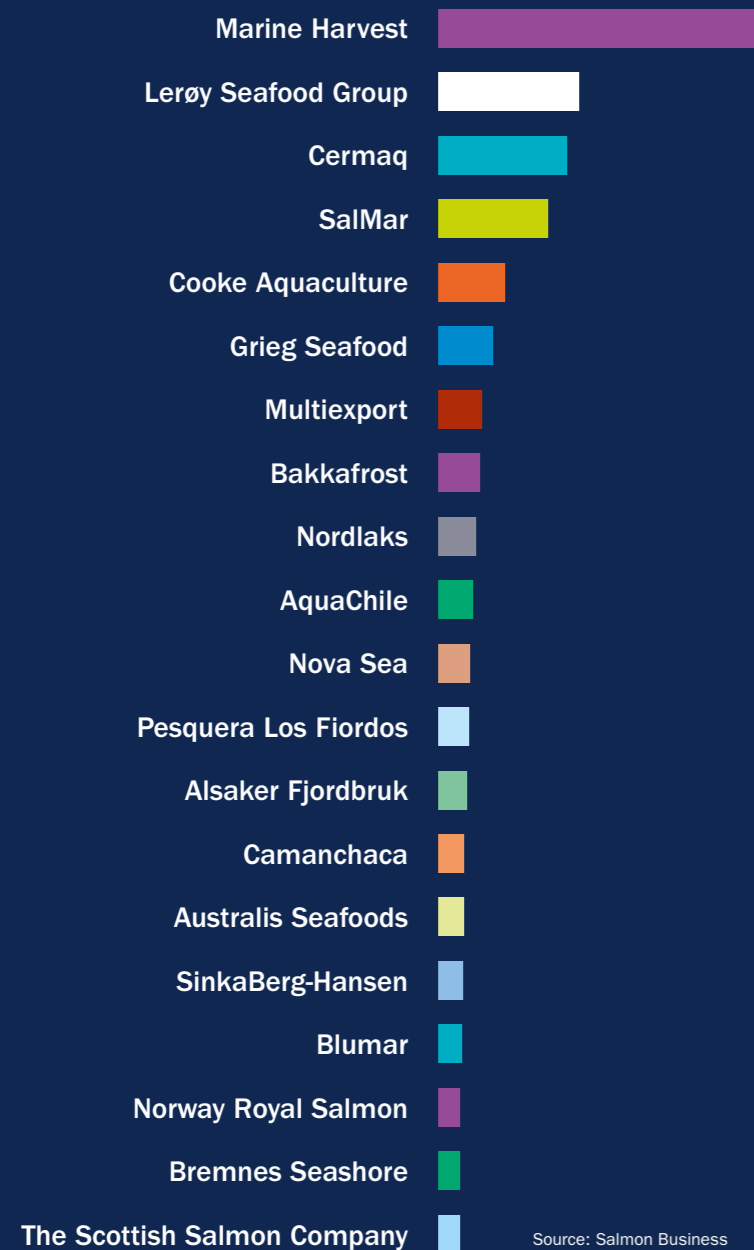 Marine Harvest
Lerøy Seafood Group
Cermaq
SalMar
Cooke Aquaculture
Grieg Seafood
Multiexport
Bakkafrost
Nordlaks
AquaChile
Nova Sea
Pesquera Los Fiordos
Alsaker Fjordbruk
Camanchaca
Australis Seafoods
SinkaBerg-Hansen
Blumar
Norway Royal Salmon
Bremnes Seashore
The Scottish Salmon Company
Source: Salmon Business